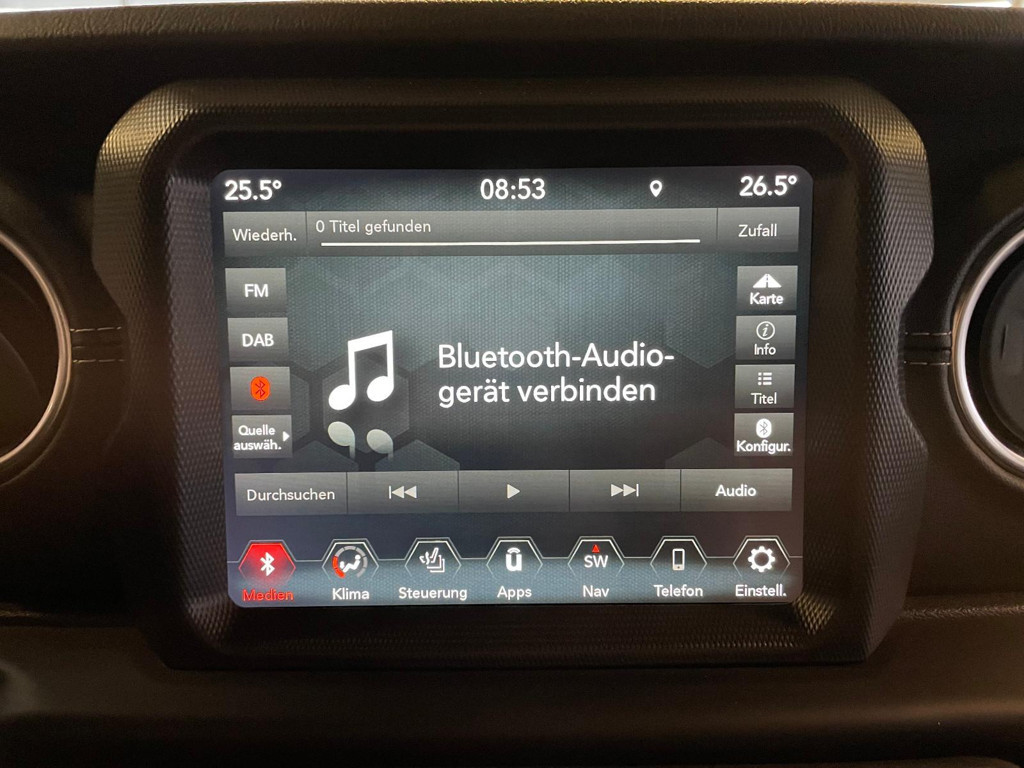 25.5° 08:53 26.5°
Wiederh. 0 Titel gefunden Zufall
FM
DAB
Quelle
auswäh.
Bluetooth-Audio-
gerät verbinden
Karte
Info
Titel
Konfigur.
Durchsuchen Audio
SW
Medien Klima Steuerung Apps Nav Telefon Einstell.